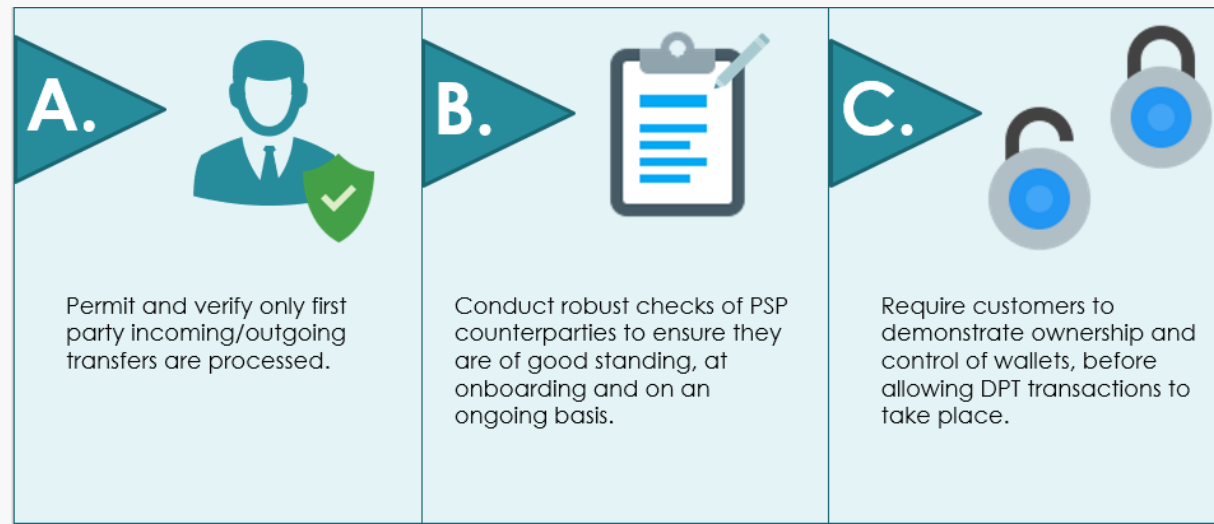 A.
Permit and verify only first
party incoming/outgoing
transfers are processed.
B.
Conduct robust checks of PSP
counterparties to ensure they
are of good standing, at
onboarding and on an
ongoing basis.
C.
Require customers to
demonstrate ownership and
control of wallets, before
allowing DPT transactions to
take place.